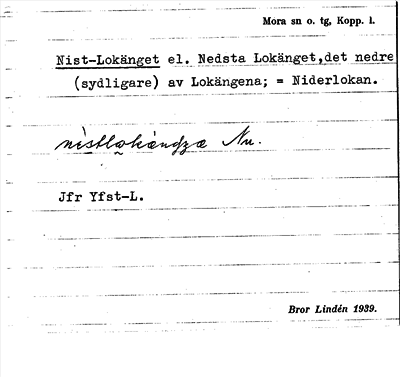 Mora sn o. tg, Kopp. l.
Nist-Lokänget el. Nedsta Lokänget,det nedre
(sydligare) av Lokängena; = Niderlokan.
Nu.
Jfr Yfst-L.
Bror Lindén 1939.